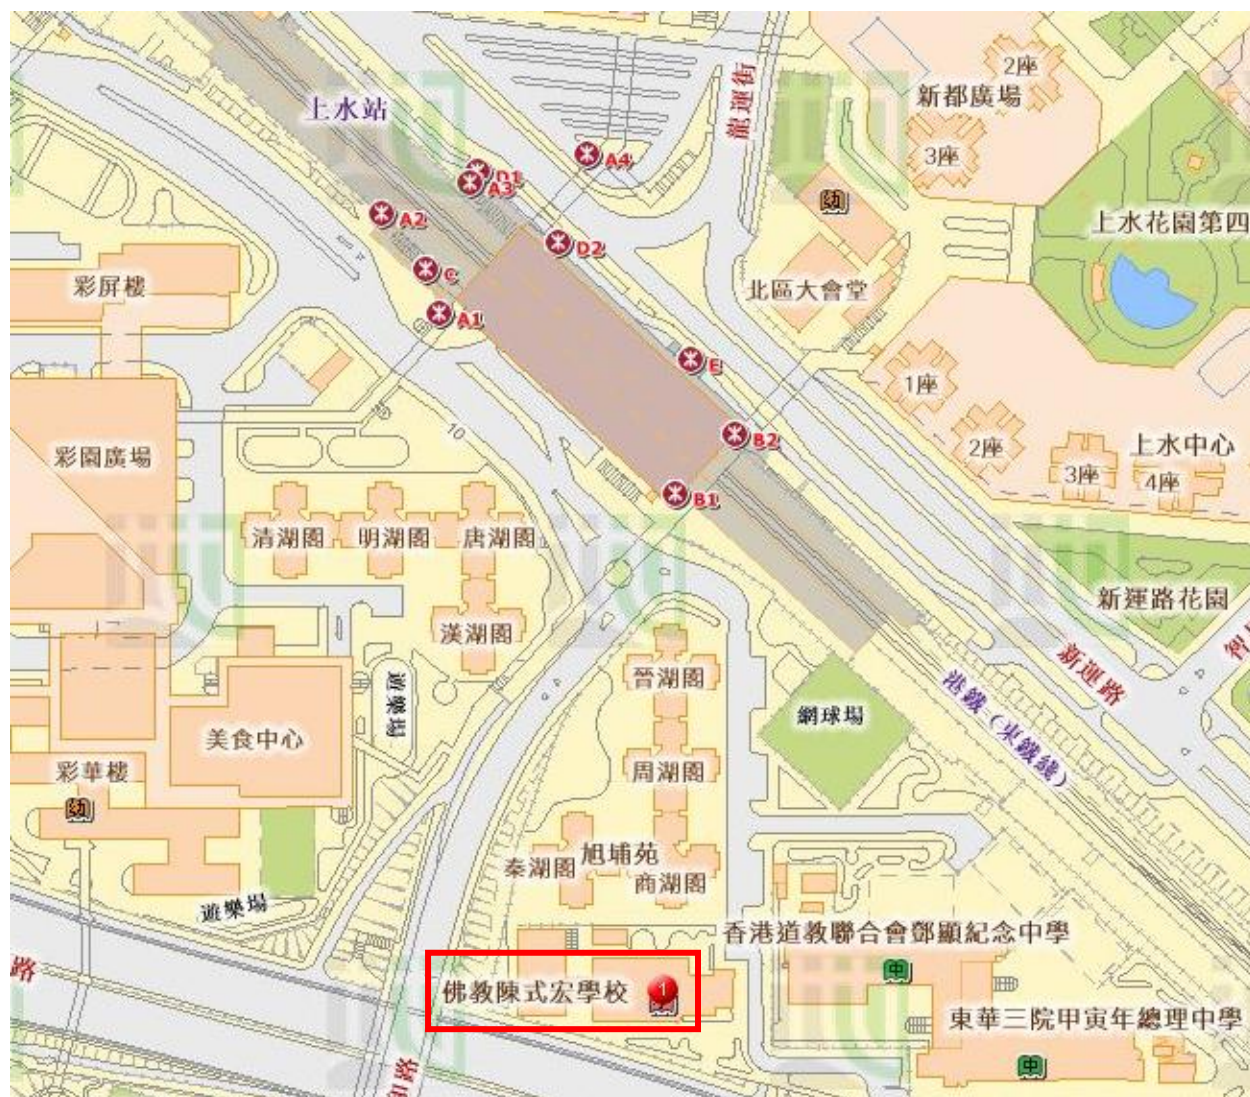 2座
新都廣場
龍運街
上水站
A4
3座
D1
A3
幼
A2
上水花園第四
D2
C
彩屏樓
北區大會堂
A1
E
1座
10
10
B2
2座
上水中心
彩園廣場
3座
4座
B1
清湖閣
明湖閣
唐湖閣
新運路花園
漢湖閣
智
晉湖閣
新運路
港鐵（東鐵綫）
遊樂場
網球場
美食中心
彩華樓
周湖閣
幼
旭埔苑
秦湖閣
商湖閣
遊樂場
香港道教聯合會鄧顯紀念中學
路
中
佛教陳式宏學校
1
東華三院甲寅年總理中學
中
路